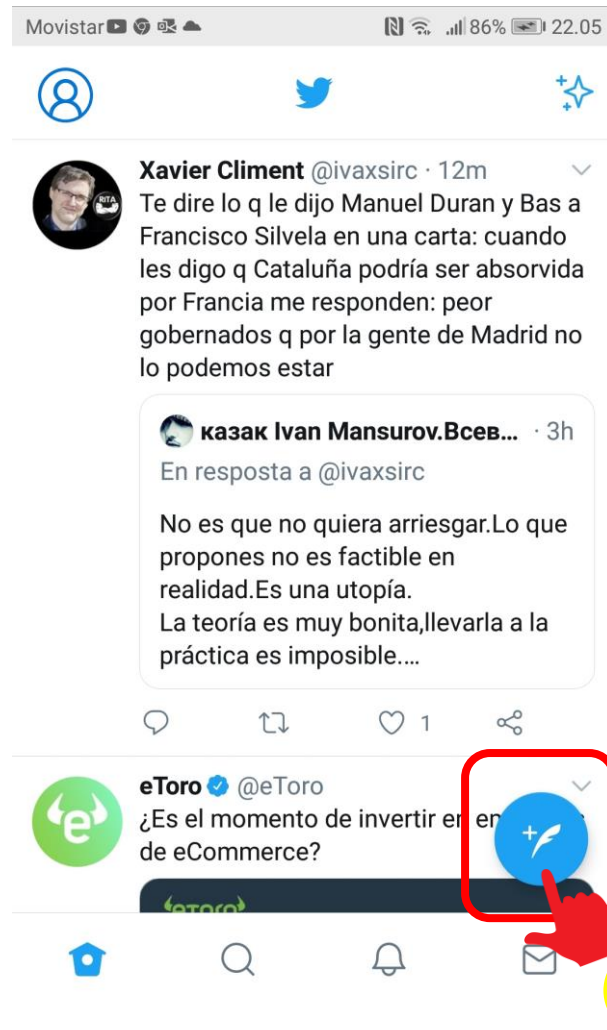 Movistar 86% 22.05
Xavier Climent @ivaxsirc · 12m
RITA
Te dire lo q le dijo Manuel Duran y Bas a
Francisco Silvela en una carta: cuando
les digo q Cataluña podría ser absorvida
por Francia me responden: peor
gobernados q por la gente de Madrid no
lo podemos estar
казак Ivan Mansurov.Всев... · 3h
En resposta a @ivaxsirc
No es que no quiera arriesgar.Lo que
propones no es factible en
realidad.Es una utopía.
La teoría es muy bonita,llevarla a la
práctica es imposible....
1
eToro @eToro
¿Es el momento de invertir en
de eCommerce?
eToro